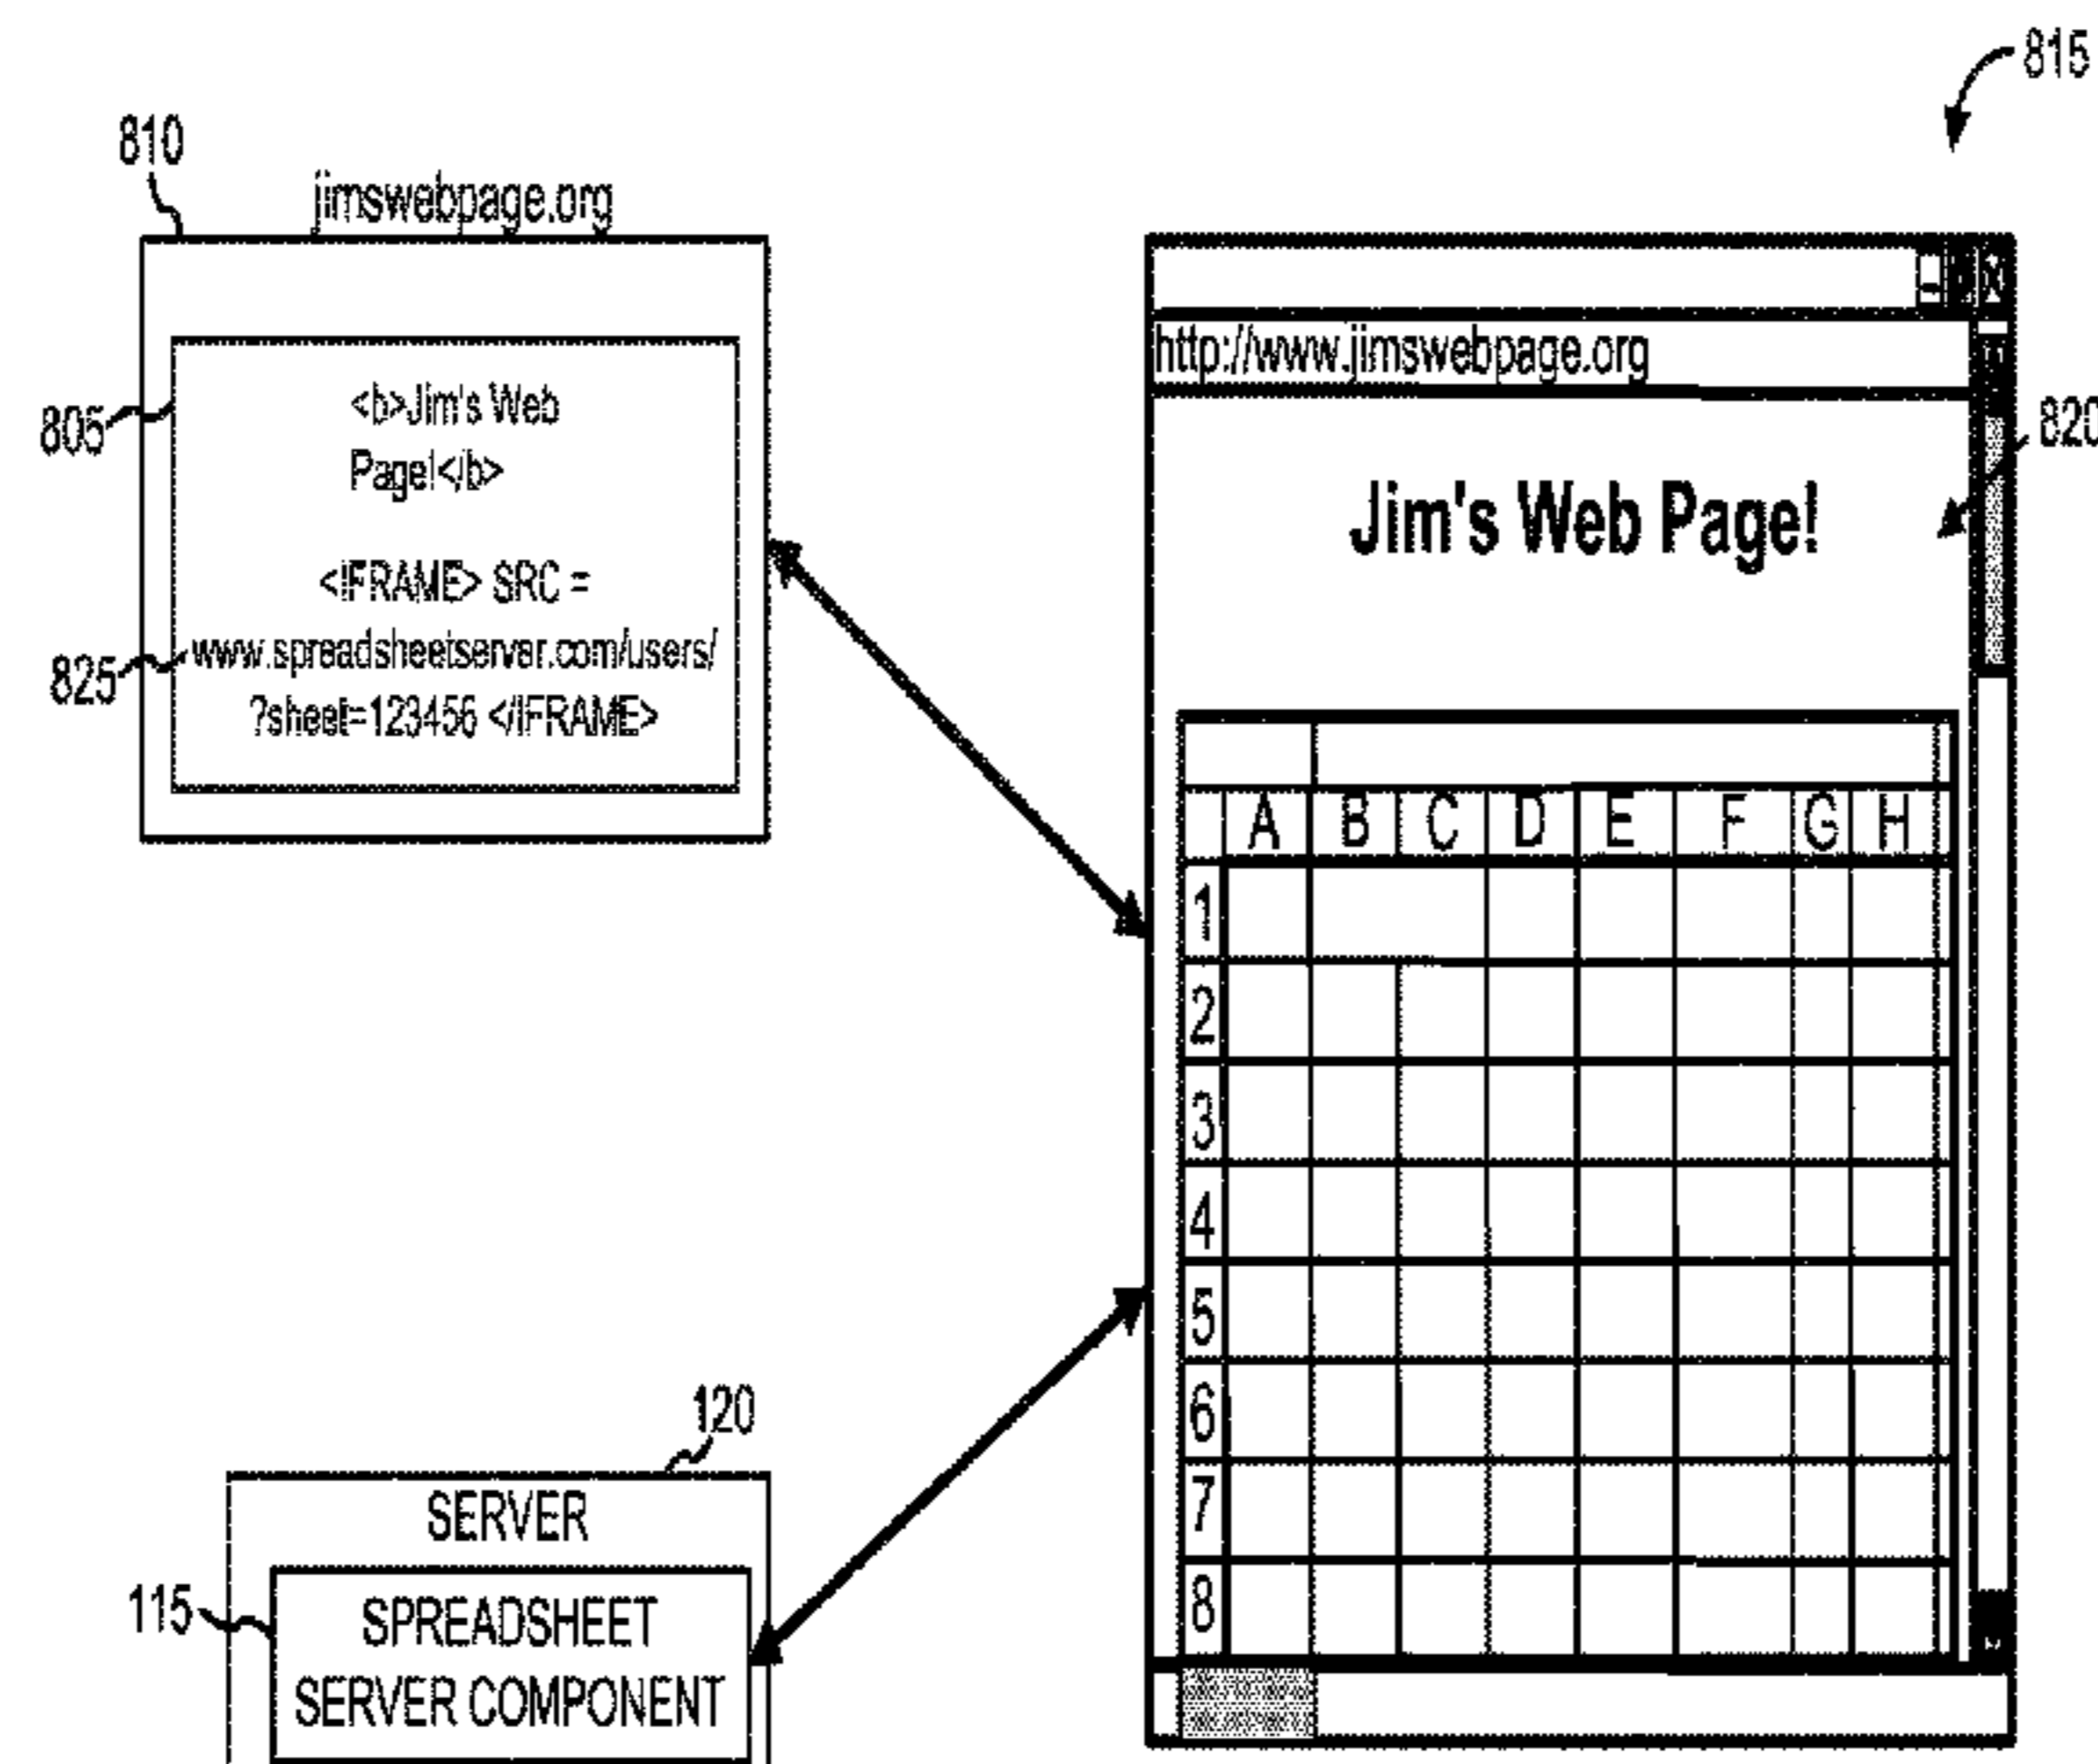 815
810
jimswebpage.org
http://www.jimswebpage.org
805
<b>Jim's Web
Page!</b>
820
Jim's Web Page!
<IFRAME> SRC =
825
www.spreadsheetserver.com/users/
?sheet=123456 </IFRAME>
A B C D E F G H
1
2
3
4
5
6
7
8
120
SERVER
115
SPREADSHEET
SERVER COMPONENT